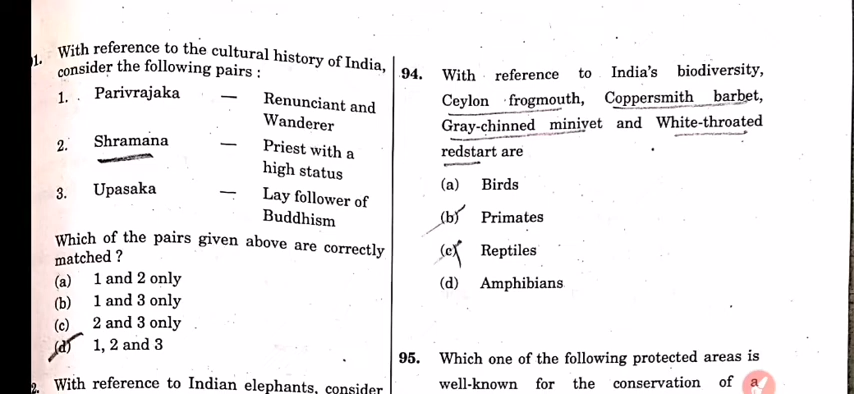 1. With reference to the cultural history of India,
consider the following pairs :
1. Parivrajaka — Renunciant and
Wanderer
2. Shramana — Priest with a
high status
3. Upasaka — Lay follower of
Buddhism
Which of the pairs given above are correctly
matched ?
(a) 1 and 2 only
(b) 1 and 3 only
(c) 2 and 3 only
(d) 1, 2 and 3
2. With reference to Indian elephants, consider
94. With reference to India's biodiversity,
Ceylon frogmouth, Coppersmith barbet,
Gray-chinned minivet and White-throated
redstart are
(a) Birds
(b) Primates
(c) Reptiles
(d) Amphibians
95. Which one of the following protected areas is
well-known for the conservation of a